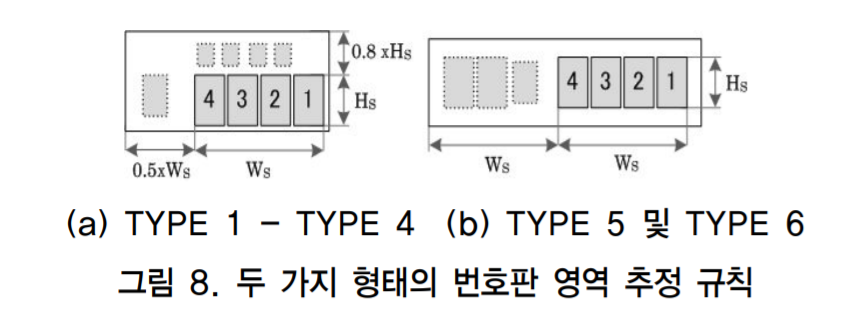 0.8 xHs
4 3 2 1 Hs
0.5xWs Ws
4 3 2 1 Hs
Ws Ws
(a) TYPE 1 - TYPE 4 (b) TYPE 5 및 TYPE 6
그림 8. 두 가지 형태의 번호판 영역 추정 규칙